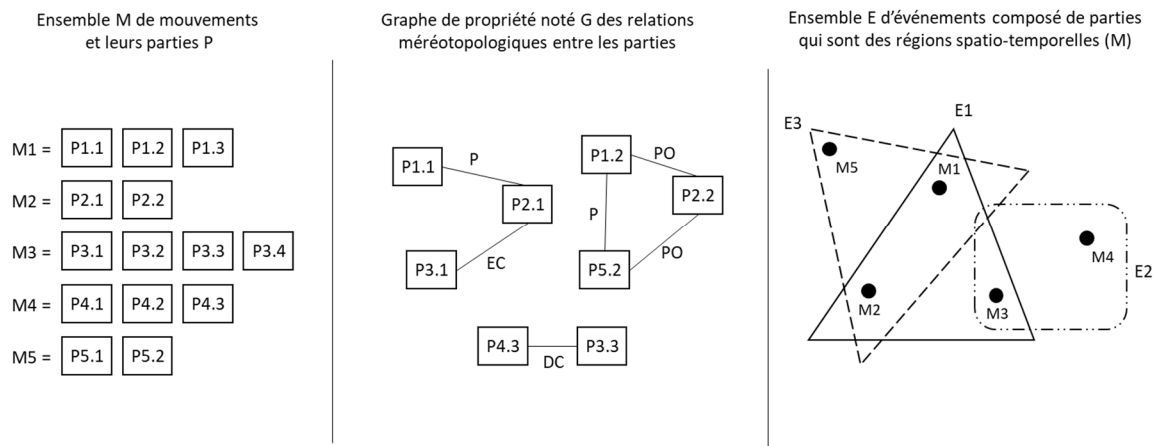 Ensemble M de mouvements
et leurs parties P
M1 = P1.1 P1.2 P1.3
M2 = P2.1 P2.2
M3 = P3.1 P3.2 P3.3 P3.4
M4 = P4.1 P4.2 P4.3
M5 = P5.1 P5.2
Graphe de propriété noté G des relations
méréotopologiques entre les parties
P1.1
P
P2.1
EC
P3.1
P1.2
PO
P2.2
P
PO
P5.2
P4.3
DC
P3.3
Ensemble E d’événements composé de parties
qui sont des régions spatio-temporelles (M)
E1
E3
M5
M1
M4
E2
M2
M3